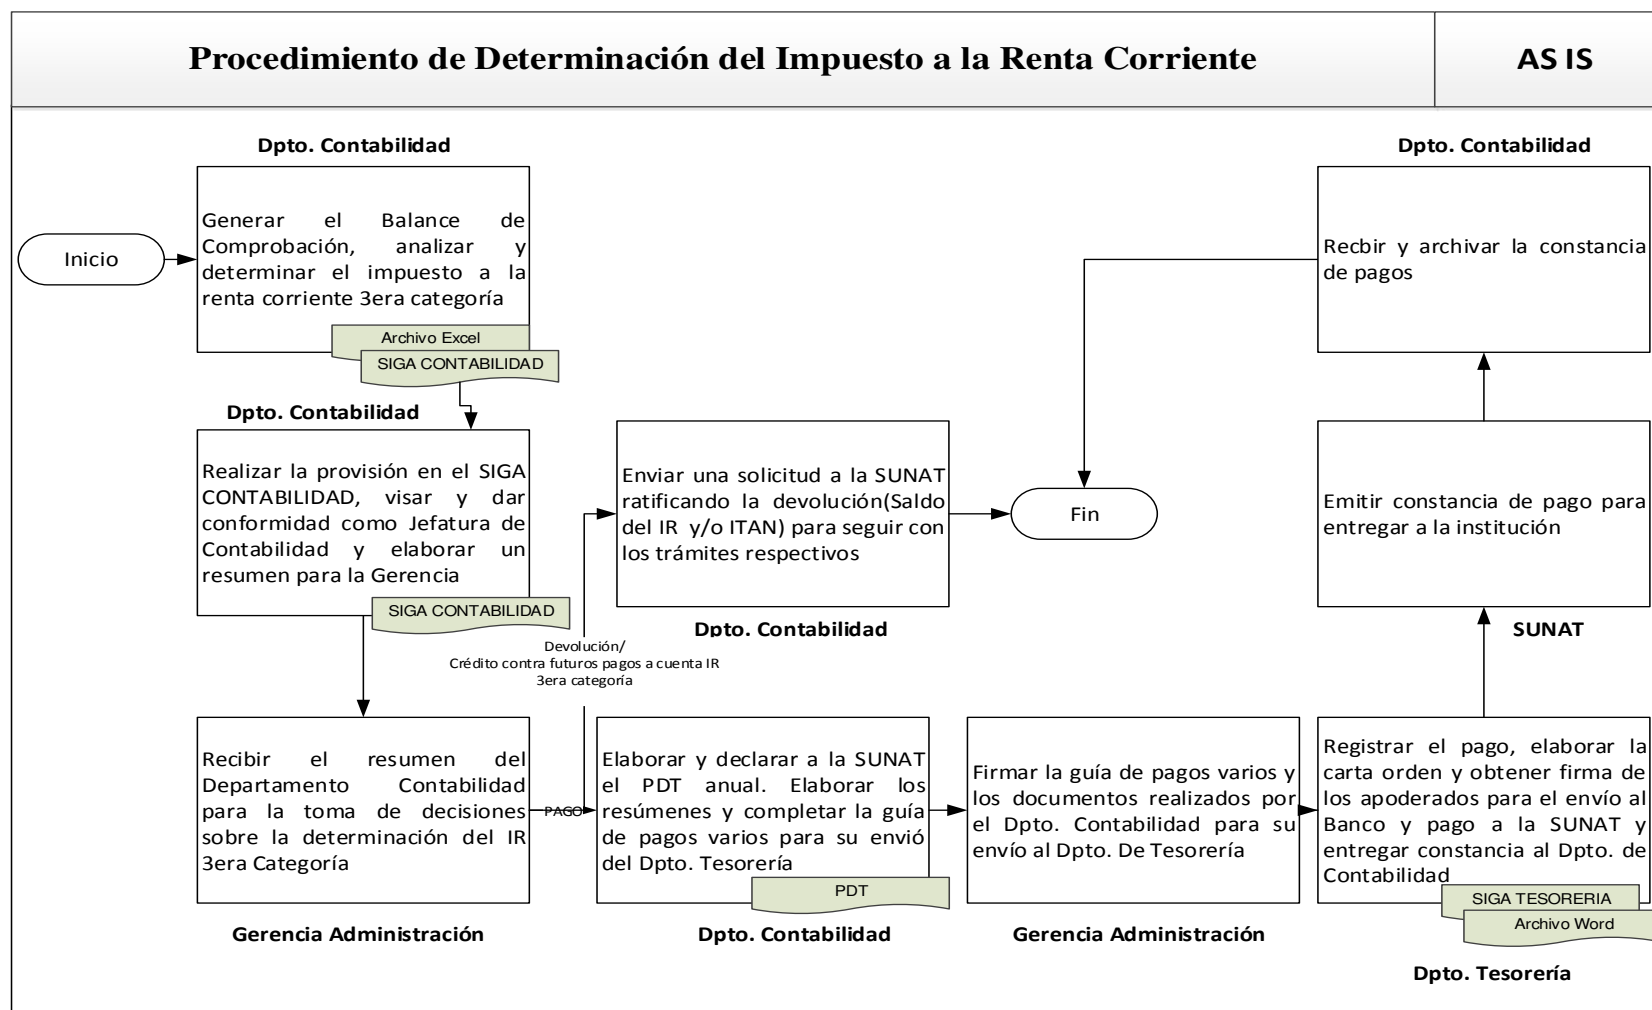 Procedimiento de Determinación del Impuesto a la Renta Corriente
AS IS
Inicio
Dpto. Contabilidad
Generar el Balance de
Comprobación, analizar y
determinar el impuesto a la
renta corriente 3era categoría
Archivo Excel
SIGA CONTABILIDAD
Dpto. Contabilidad
Realizar la provisión en el SIGA
CONTABILIDAD, visar y dar
conformidad como Jefatura de
Contabilidad y elaborar un
resumen para la Gerencia
SIGA CONTABILIDAD
Recibir el resumen del
Departamento Contabilidad
para la toma de decisiones
sobre la determinación del IR
3era Categoría
Gerencia Administración
Devolución/
Crédito contra futuros pagos a cuenta IR
3era categoría
Enviar una solicitud a la SUNAT
ratificando la devolución(Saldo
del IR y/o ITAN) para seguir con
los trámites respectivos
Dpto. Contabilidad
Fin
PAGO
Elaborar y declarar a la SUNAT
el PDT anual. Elaborar los
resúmenes y completar la guía
de pagos varios para su envió
del Dpto. Tesorería
PDT
Dpto. Contabilidad
Firmar la guía de pagos varios y
los documentos realizados por
el Dpto. Contabilidad para su
envío al Dpto. De Tesorería
Gerencia Administración
Registrar el pago, elaborar la
carta orden y obtener firma de
los apoderados para el envío al
Banco y pago a la SUNAT y
entregar constancia al Dpto. de
Contabilidad
SIGA TESORERIA
Archivo Word
Dpto. Tesorería
Emitir constancia de pago para
entregar a la institución
SUNAT
Dpto. Contabilidad
Recbir y archivar la constancia
de pagos